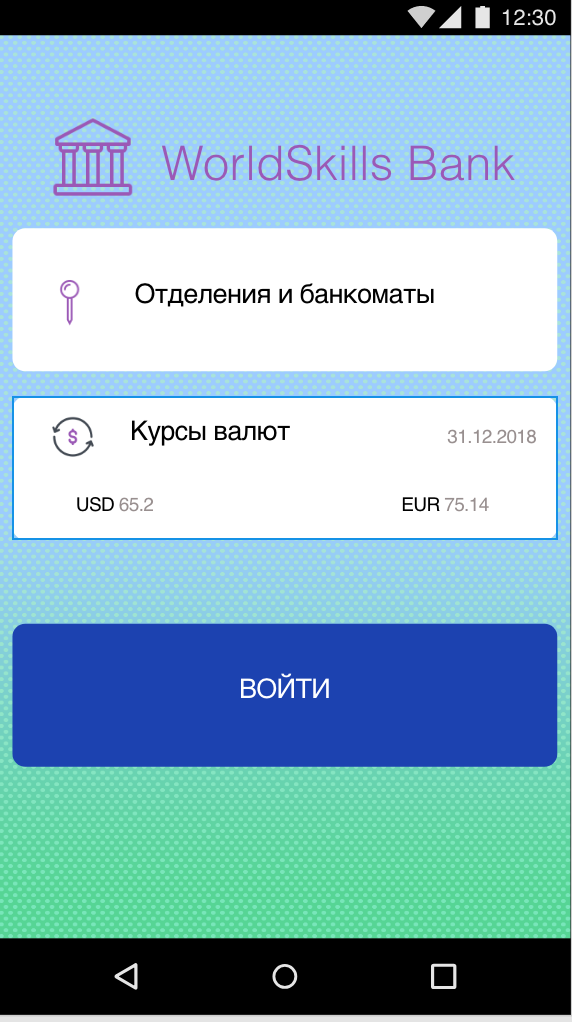 12:30
WorldSkills Bank
Отделения и банкоматы
$ Курсы валют 31.12.2018
USD 65.2 EUR 75.14
ВОЙТИ